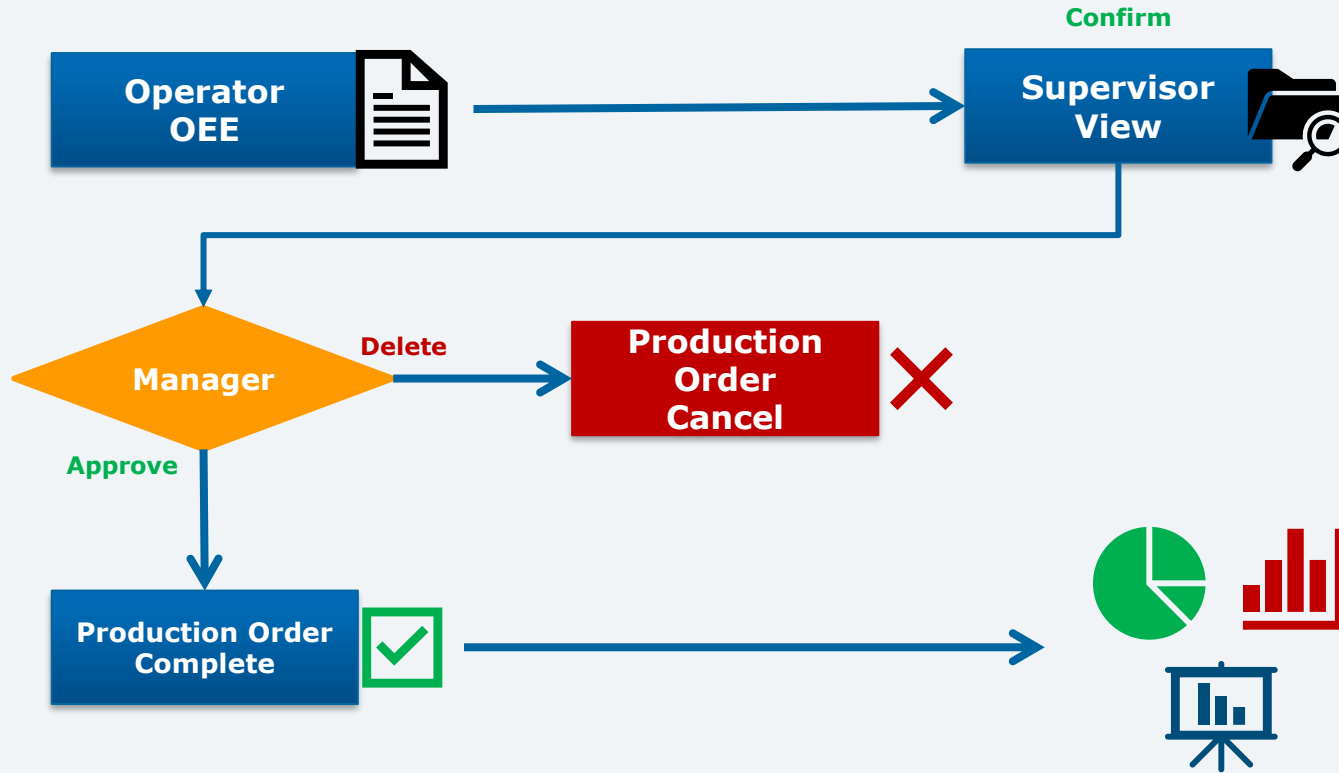 Confirm
Operator
OEE
Supervisor
View
Manager
Delete
Production
Order
Cancel
Approve
Production Order
Complete